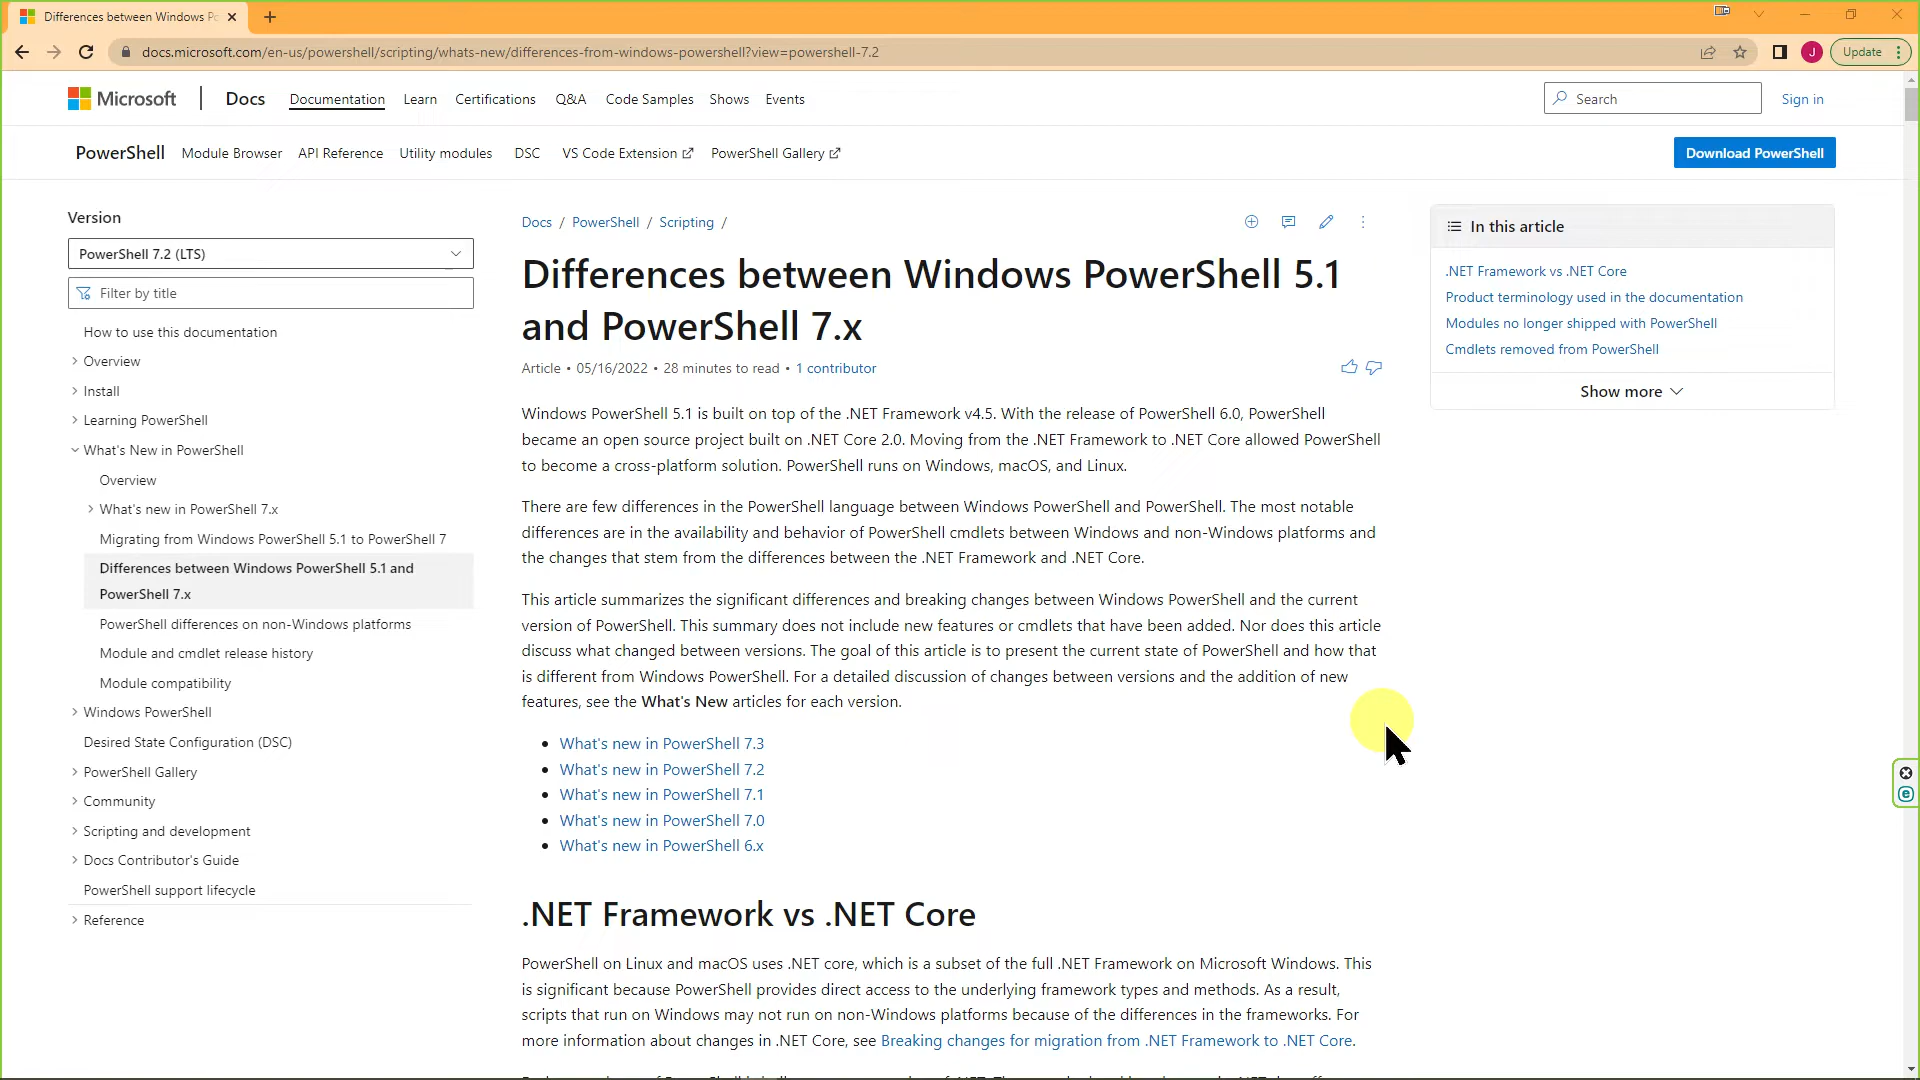 Differences between Windows Po
docs.microsoft.com/en-us/powershell/scripting/whats-new/differences-from-windows-powershell?view=powershell-7.2
J
Update
Microsoft
Docs
Documentation
Learn
Certifications
Q&A
Code Samples
Shows
Events
Search
Sign in
PowerShell
Module Browser
API Reference
Utility modules
DSC
VS Code Extension
PowerShell Gallery
Download PowerShell
Version
PowerShell 7.2 (LTS)
Filter by title
How to use this documentation
Overview
Install
Learning PowerShell
What's New in PowerShell
Overview
What's new in PowerShell 7.x
Migrating from Windows PowerShell 5.1 to PowerShell 7
Differences between Windows PowerShell 5.1 and
PowerShell 7.x
PowerShell differences on non-Windows platforms
Module and cmdlet release history
Module compatibility
Windows PowerShell
Desired State Configuration (DSC)
PowerShell Gallery
Community
Scripting and development
Docs Contributor's Guide
PowerShell support lifecycle
Reference
Docs / PowerShell / Scripting /
Differences between Windows PowerShell 5.1
and PowerShell 7.x
Article • 05/16/2022 • 28 minutes to read • 1 contributor
Windows PowerShell 5.1 is built on top of the .NET Framework v4.5. With the release of PowerShell 6.0, PowerShell
became an open source project built on .NET Core 2.0. Moving from the .NET Framework to .NET Core allowed PowerShell
to become a cross-platform solution. PowerShell runs on Windows, macOS, and Linux.
There are few differences in the PowerShell language between Windows PowerShell and PowerShell. The most notable
differences are in the availability and behavior of PowerShell cmdlets between Windows and non-Windows platforms and
the changes that stem from the differences between the .NET Framework and .NET Core.
This article summarizes the significant differences and breaking changes between Windows PowerShell and the current
version of PowerShell. This summary does not include new features or cmdlets that have been added. Nor does this article
discuss what changed between versions. The goal of this article is to present the current state of PowerShell and how that
is different from Windows PowerShell. For a detailed discussion of changes between versions and the addition of new
features, see the What's New articles for each version.
• What's new in PowerShell 7.3
• What's new in PowerShell 7.2
• What's new in PowerShell 7.1
• What's new in PowerShell 7.0
• What's new in PowerShell 6.x
.NET Framework vs .NET Core
PowerShell on Linux and macOS uses .NET core, which is a subset of the full .NET Framework on Microsoft Windows. This
is significant because PowerShell provides direct access to the underlying framework types and methods. As a result,
scripts that run on Windows may not run on non-Windows platforms because of the differences in the frameworks. For
more information about changes in .NET Core, see Breaking changes for migration from .NET Framework to .NET Core.
In this article
.NET Framework vs .NET Core
Product terminology used in the documentation
Modules no longer shipped with PowerShell
Cmdlets removed from PowerShell
Show more